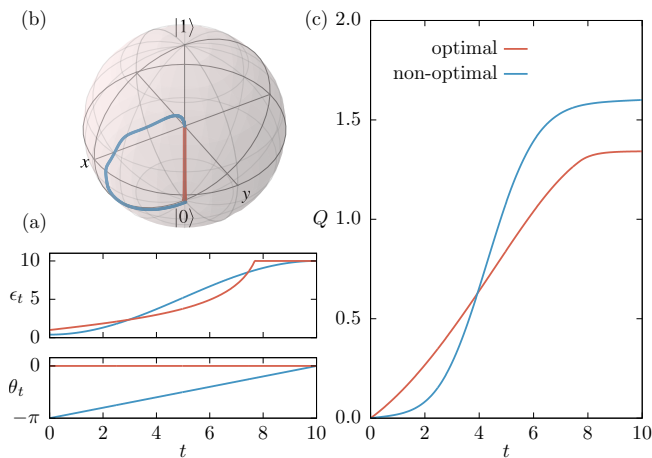 (b)
|1⟩
x
y
|0⟩
(a)
10
ϵt
5
0
0
θt
−π
0 2 4 6 8 10
t
(c)
2.0
optimal
non-optimal
1.5
Q
1.0
0.5
0.0
0 2 4 6 8 10
t